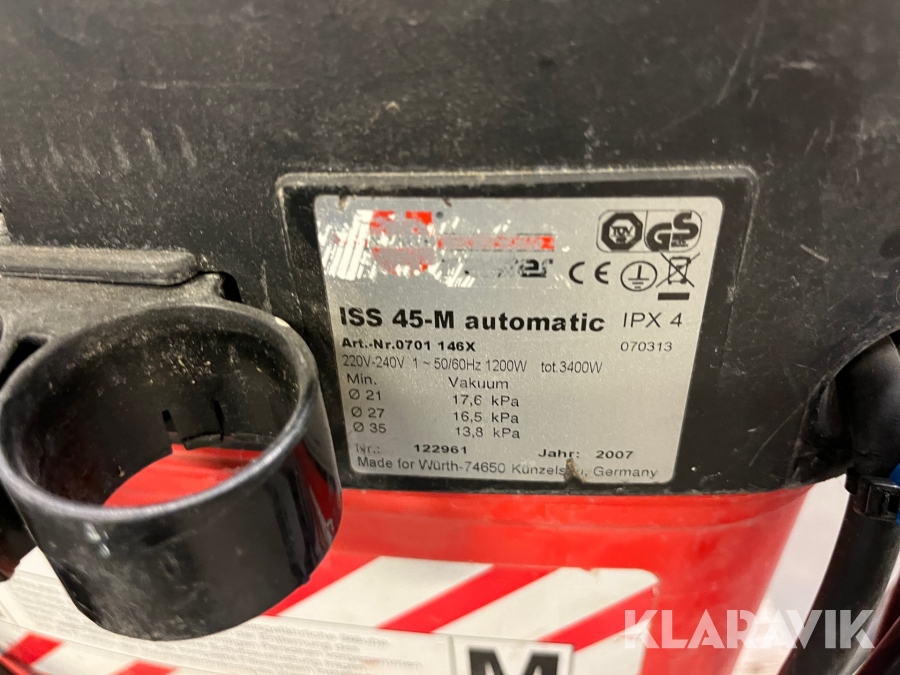 TÜV GS
CE
ISS 45-M automatic IPX 4
Art.-Nr.0701 146X 070313
220V-240V 1 ~ 50/60Hz 1200W tot.3400W
Min. Vakuum
Ø 21 17,6 kPa
Ø 27 16,5 kPa
Ø 35 13,8 kPa
Nr.: 122961 Jahr: 2007
Made for Würth-74650 Künzelsau, Germany
KLARAVIK
M